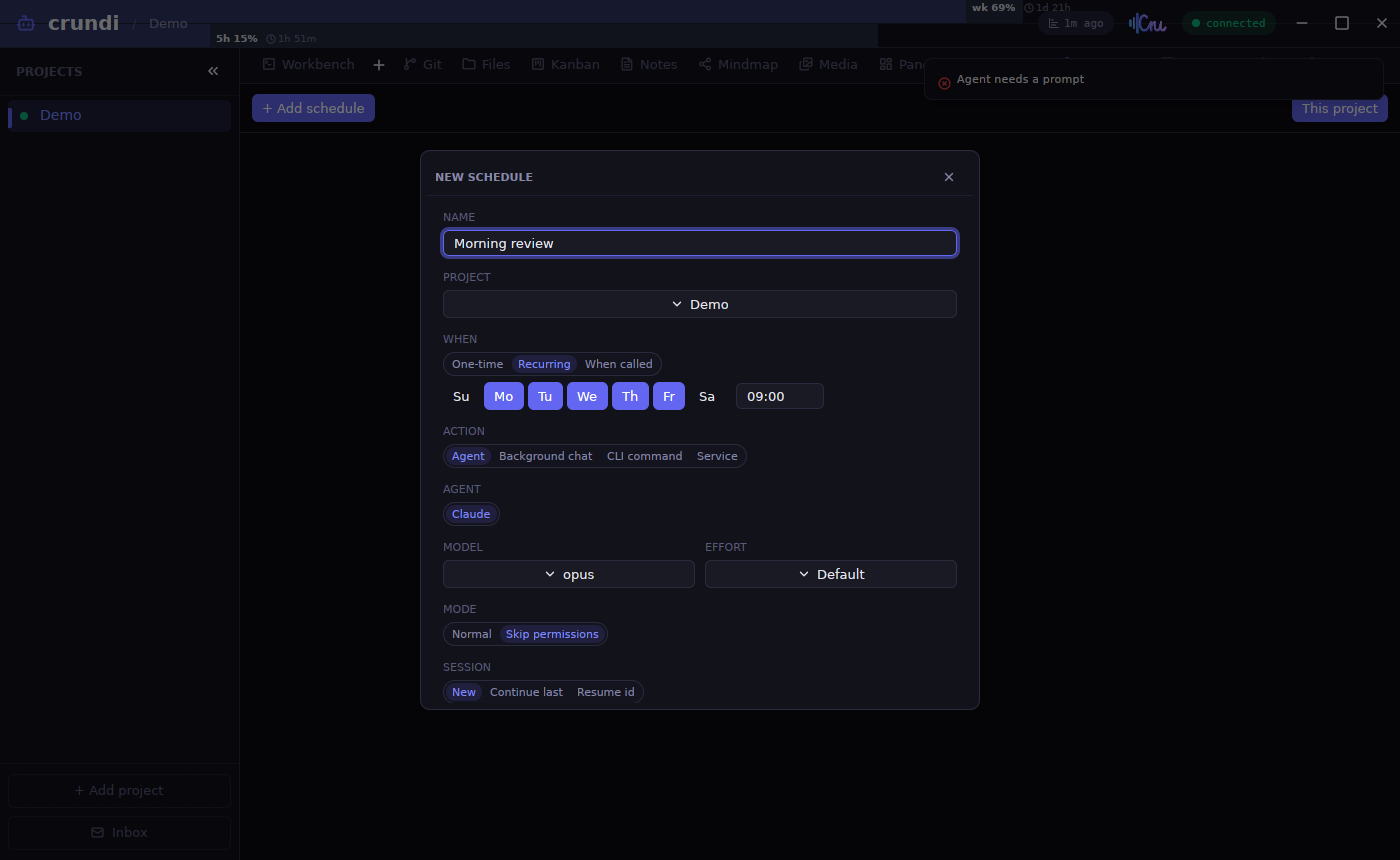 crundi / Demo
wk 69% 1d 21h
5h 15% 1h 51m
1m ago
Cru
connected
PROJECTS
Workbench
Git
Files
Kanban
Notes
Mindmap
Media
Agent needs a prompt
Demo
+ Add schedule
This project
NEW SCHEDULE
NAME
Morning review
PROJECT
Demo
WHEN
One-time Recurring When called
Su Mo Tu We Th Fr Sa 09:00
ACTION
Agent Background chat CLI command Service
AGENT
Claude
MODEL EFFORT
opus Default
MODE
Normal Skip permissions
SESSION
New Continue last Resume id
+ Add project
Inbox